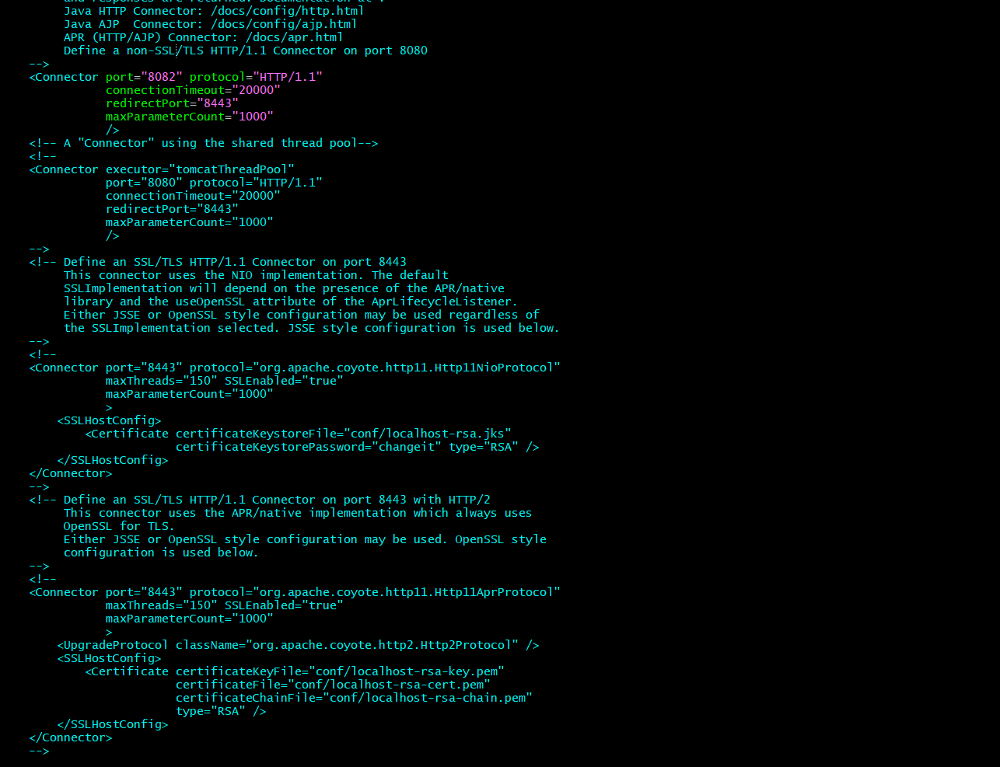 and responses are returned. Documentation at :
Java HTTP Connector: /docs/config/http.html
Java AJP  Connector: /docs/config/ajp.html
APR (HTTP/AJP) Connector: /docs/apr.html
Define a non-SSL/TLS HTTP/1.1 Connector on port 8080
-->
<Connector port="8082" protocol="HTTP/1.1"
connectionTimeout="20000"
redirectPort="8443"
maxParameterCount="1000"
/>
<!-- A "Connector" using the shared thread pool-->
<!--
<Connector executor="tomcatThreadPool"
port="8080" protocol="HTTP/1.1"
connectionTimeout="20000"
redirectPort="8443"
maxParameterCount="1000"
/>
-->
<!-- Define an SSL/TLS HTTP/1.1 Connector on port 8443
This connector uses the NIO implementation. The default
SSLImplementation will depend on the presence of the APR/native
library and the useOpenSSL attribute of the AprLifecycleListener.
Either JSSE or OpenSSL style configuration may be used regardless of
the SSLImplementation selected. JSSE style configuration is used below.
-->
<!--
<Connector port="8443" protocol="org.apache.coyote.http11.Http11NioProtocol"
maxThreads="150" SSLEnabled="true"
maxParameterCount="1000"
>
<SSLHostConfig>
<Certificate certificateKeystoreFile="conf/localhost-rsa.jks"
certificateKeystorePassword="changeit" type="RSA" />
</SSLHostConfig>
</Connector>
-->
<!-- Define an SSL/TLS HTTP/1.1 Connector on port 8443 with HTTP/2
This connector uses the APR/native implementation which always uses
OpenSSL for TLS.
Either JSSE or OpenSSL style configuration may be used. OpenSSL style
configuration is used below.
-->
<!--
<Connector port="8443" protocol="org.apache.coyote.http11.Http11AprProtocol"
maxThreads="150" SSLEnabled="true"
maxParameterCount="1000"
>
<UpgradeProtocol className="org.apache.coyote.http2.Http2Protocol" />
<SSLHostConfig>
<Certificate certificateKeyFile="conf/localhost-rsa-key.pem"
certificateFile="conf/localhost-rsa-cert.pem"
certificateChainFile="conf/localhost-rsa-chain.pem"
type="RSA" />
</SSLHostConfig>
</Connector>
-->